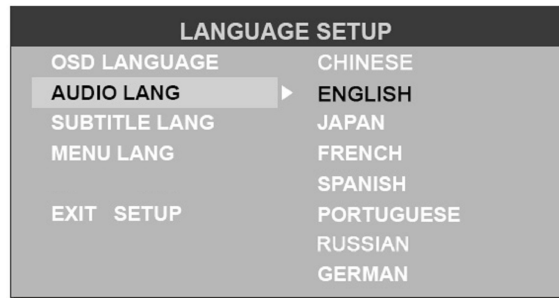 LANGUAGE SETUP
OSD LANGUAGE
AUDIO LANG
SUBTITLE LANG
MENU LANG
EXIT SETUP
CHINESE
ENGLISH
JAPAN
FRENCH
SPANISH
PORTUGUESE
RUSSIAN
GERMAN